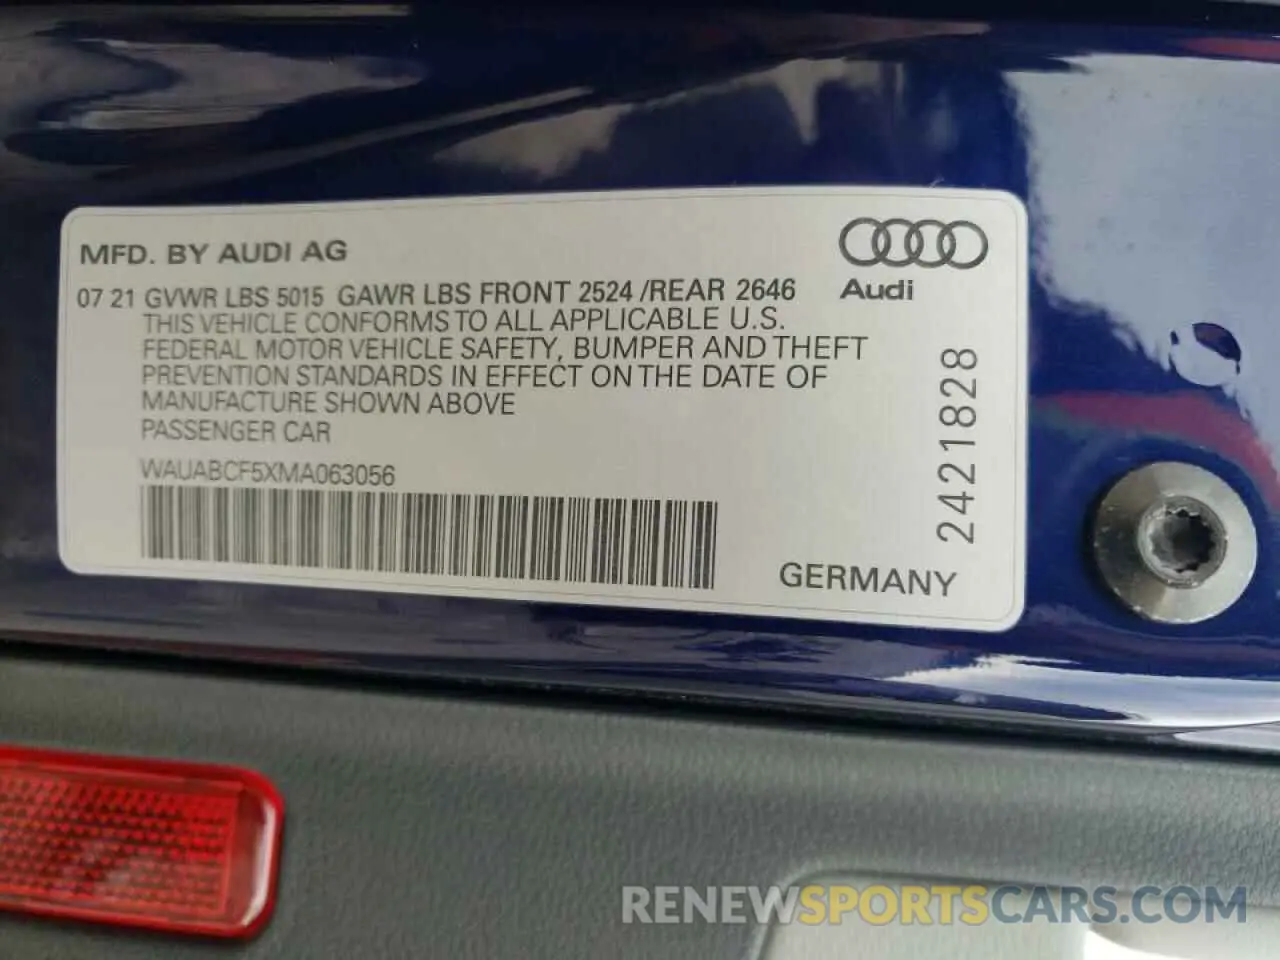 MFD. BY AUDI AG
Audi
07 21 GVWR LBS 5015 GAWR LBS FRONT 2524 /REAR 2646
THIS VEHICLE CONFORMS TO ALL APPLICABLE U.S.
FEDERAL MOTOR VEHICLE SAFETY, BUMPER AND THEFT
PREVENTION STANDARDS IN EFFECT ON THE DATE OF
MANUFACTURE SHOWN ABOVE
PASSENGER CAR
WAUABCF5XMA063056
2421828
GERMANY
RENEWSPORTSCARS.COM